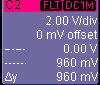 C2 FLT DC1M
2.00 V/div
0 mV offset
0.00 V
960 mV
Δy 960 mV